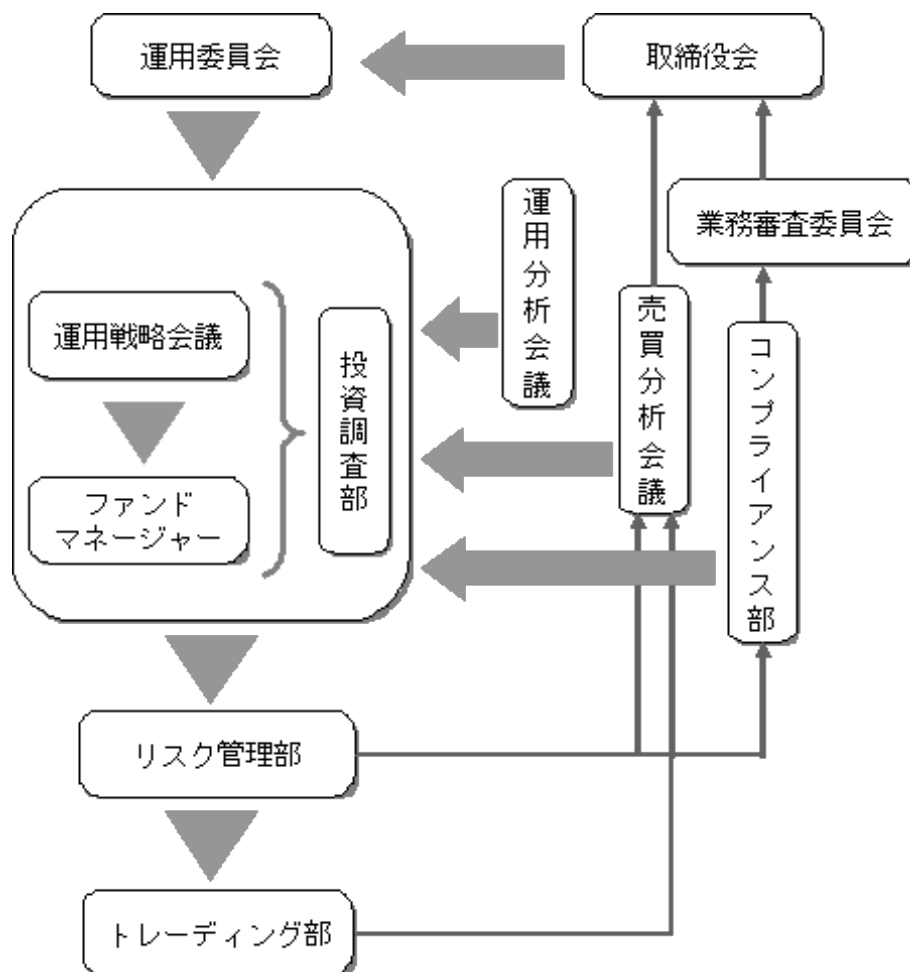 運用委員会
取締役会
運用分析会議
業務審査委員会
運用戦略会議
投資調査部
売買分析会議
コンプライアンス部
ファンド
マネージャー
リスク管理部
トレーディング部